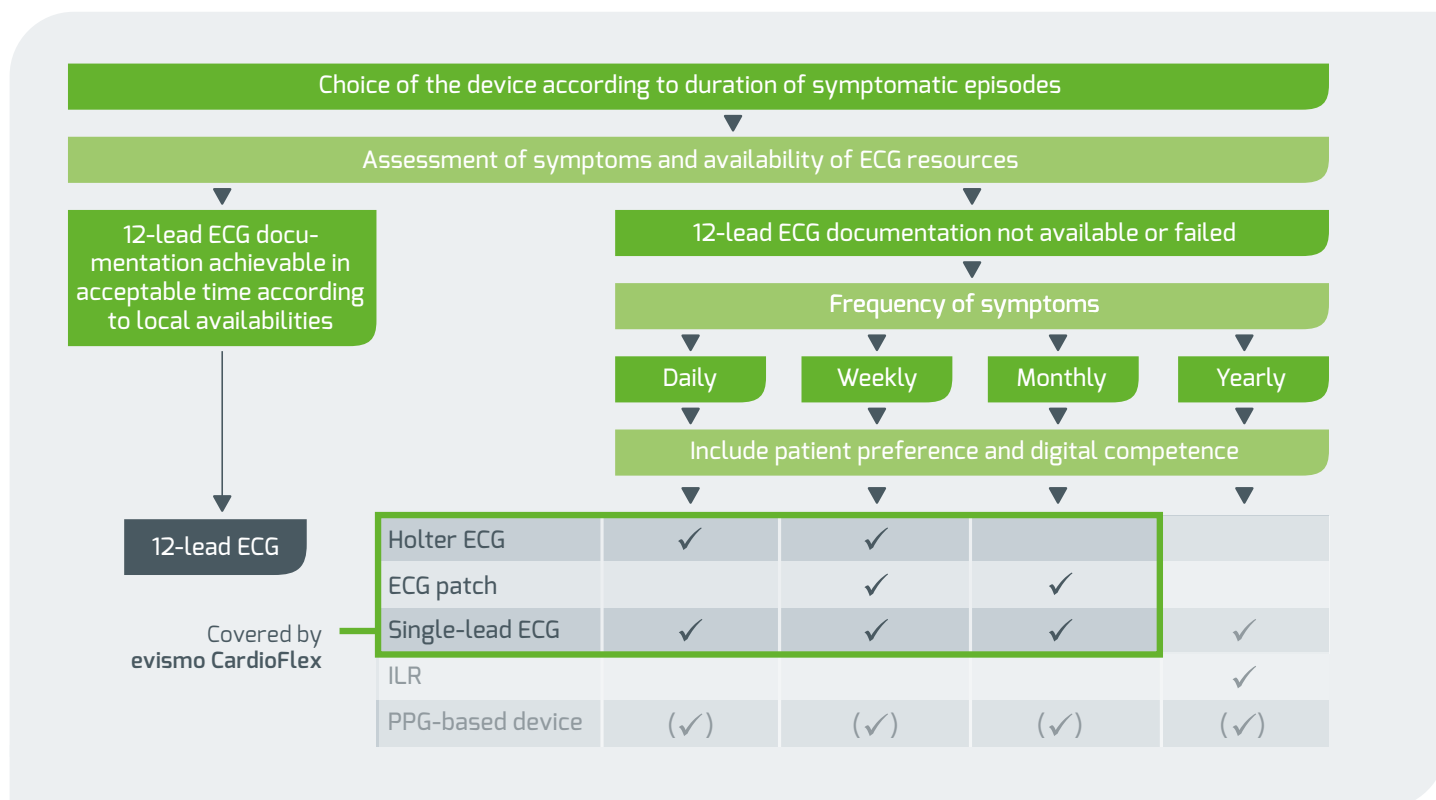 Choice of the device according to duration of symptomatic episodes
Assessment of symptoms and availability of ECG resources
12-lead ECG docu-
mentation achievable in
acceptable time according
to local availabilities
12-lead ECG documentation not available or failed
Frequency of symptoms
Daily
Weekly
Monthly
Yearly
Include patient preference and digital competence
12-lead ECG
Covered by
evismo CardioFlex
Holter ECG ✓ ✓
ECG patch ✓ ✓
Single-lead ECG ✓ ✓ ✓ ✓
ILR ✓
PPG-based device (✓) (✓) (✓) (✓)